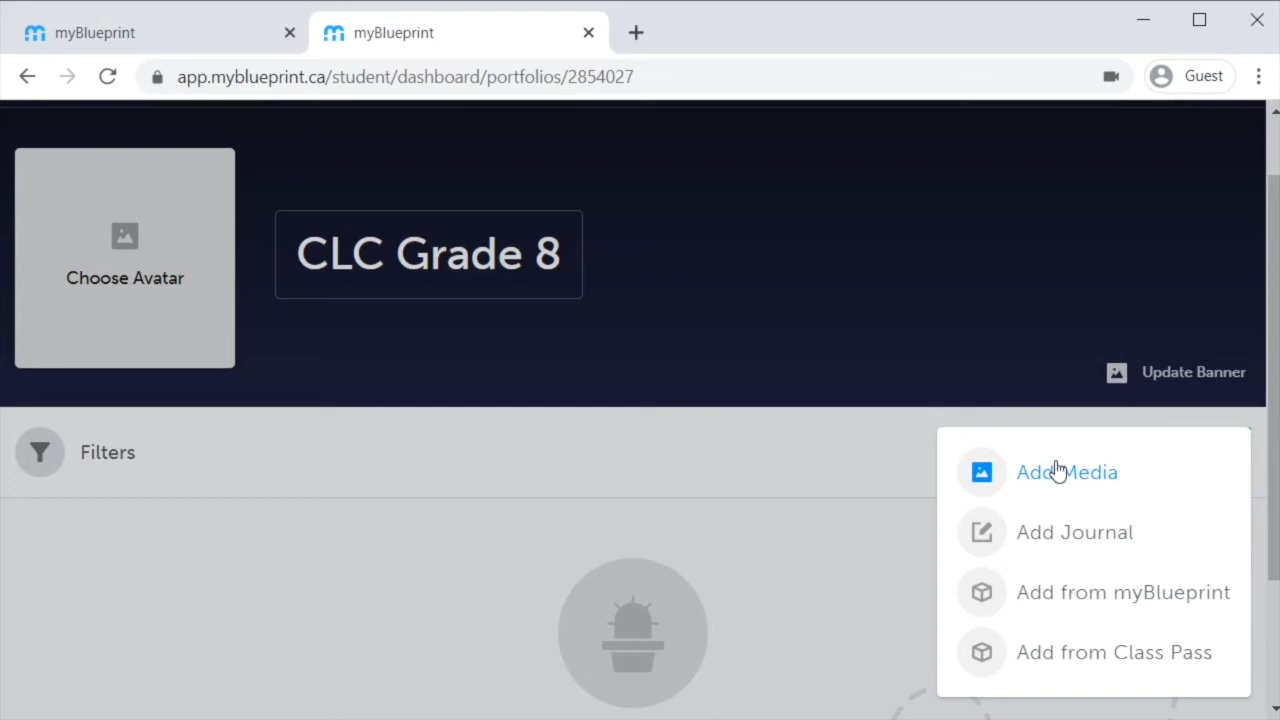 myBlueprint
myBlueprint
app.myblueprint.ca/student/dashboard/portfolios/2854027
Guest
Choose Avatar
CLC Grade 8
Update Banner
Filters
Add Media
Add Journal
Add from myBlueprint
Add from Class Pass